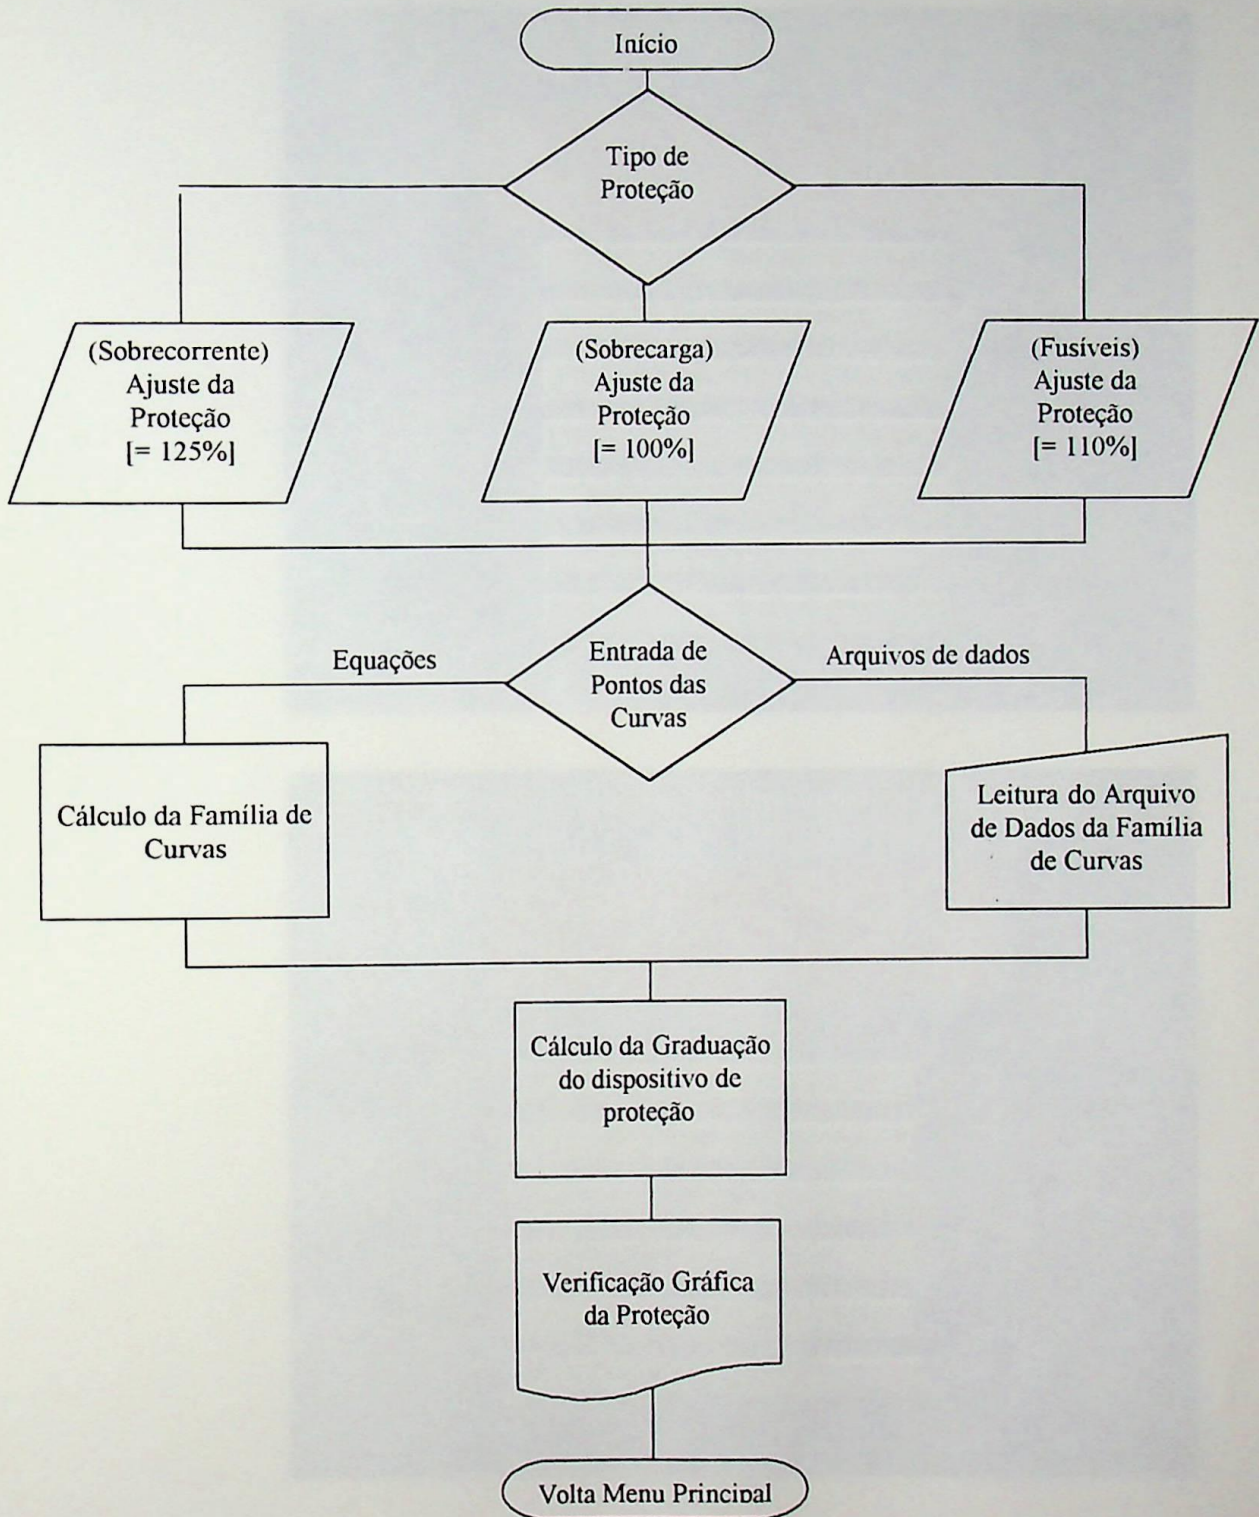 Início
Tipo de
Proteção
(Sobrecorrente)
Ajuste da
Proteção
[= 125%]
(Sobrecarga)
Ajuste da
Proteção
[= 100%]
(Fusíveis)
Ajuste da
Proteção
[= 110%]
Equações
Entrada de
Pontos das
Curvas
Arquivos de dados
Cálculo da Família de
Curvas
Leitura do Arquivo
de Dados da Família
de Curvas
Cálculo da Graduação
do dispositivo de
proteção
Verificação Gráfica
da Proteção
Volta Menu Principal